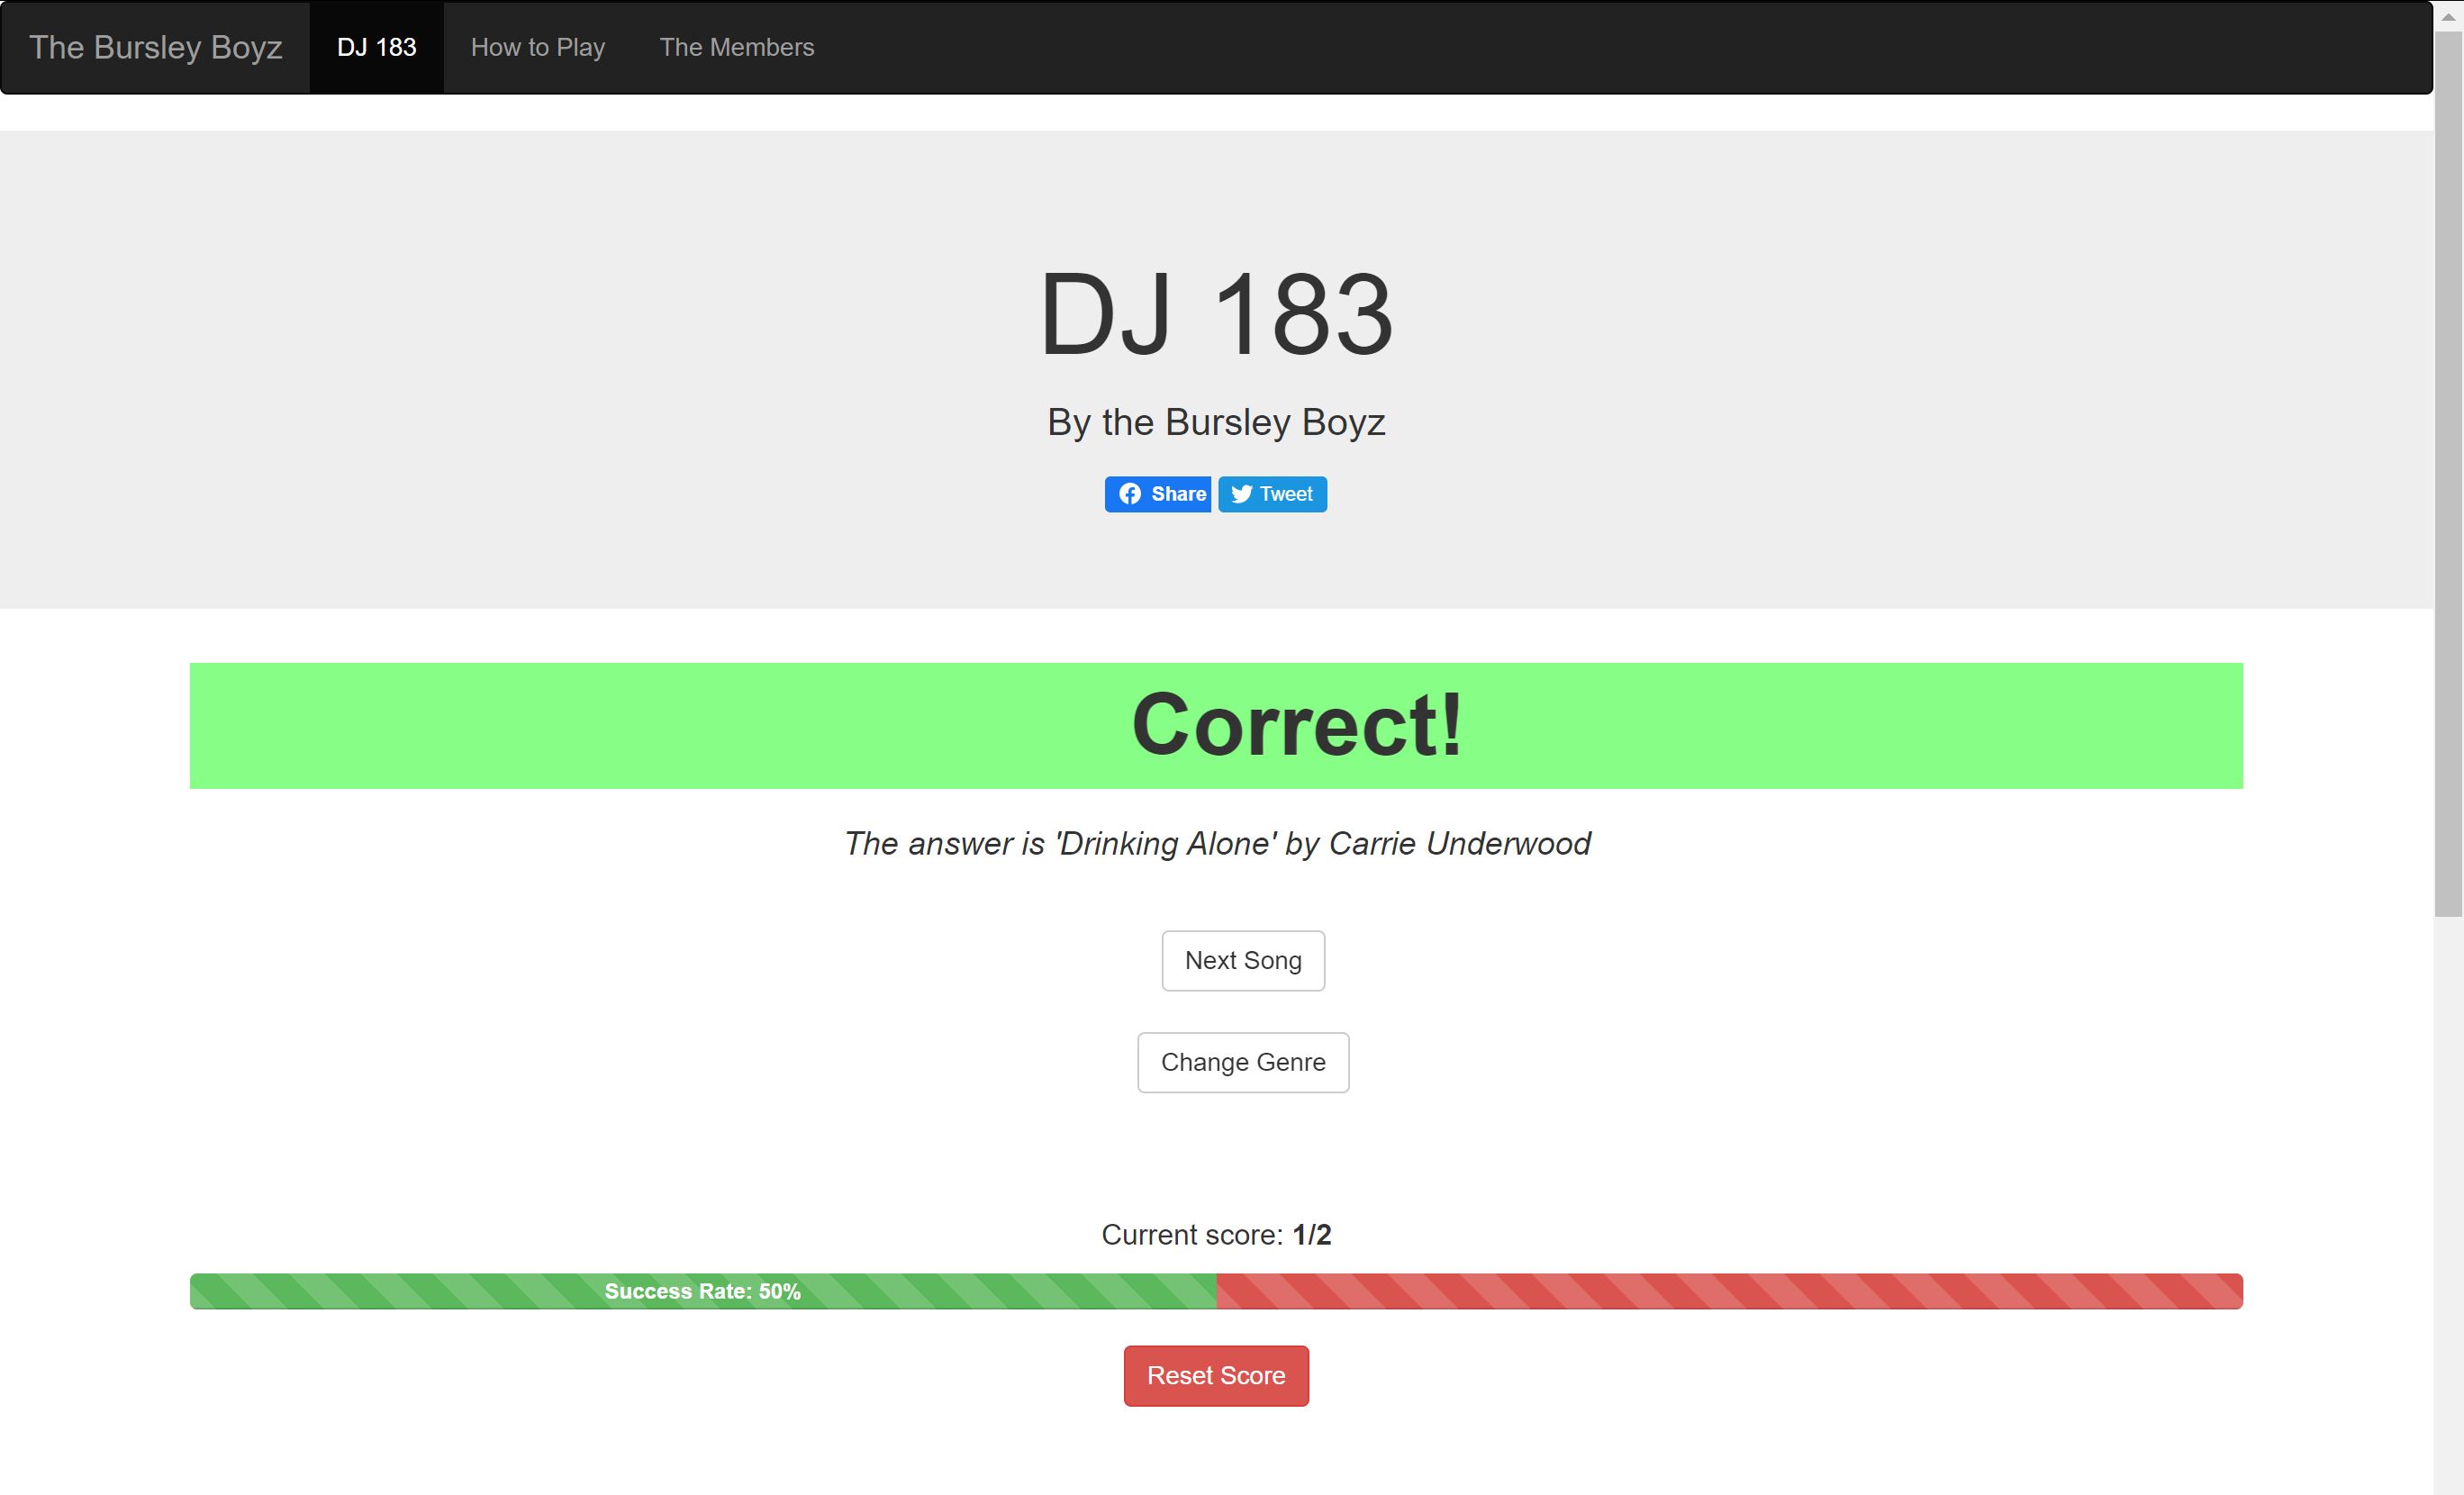 The Bursley Boyz DJ 183 How to Play The Members
DJ 183
By the Bursley Boyz
Share Tweet
Correct!
The answer is 'Drinking Alone' by Carrie Underwood
Next Song
Change Genre
Current score: 1/2
Success Rate: 50%
Reset Score